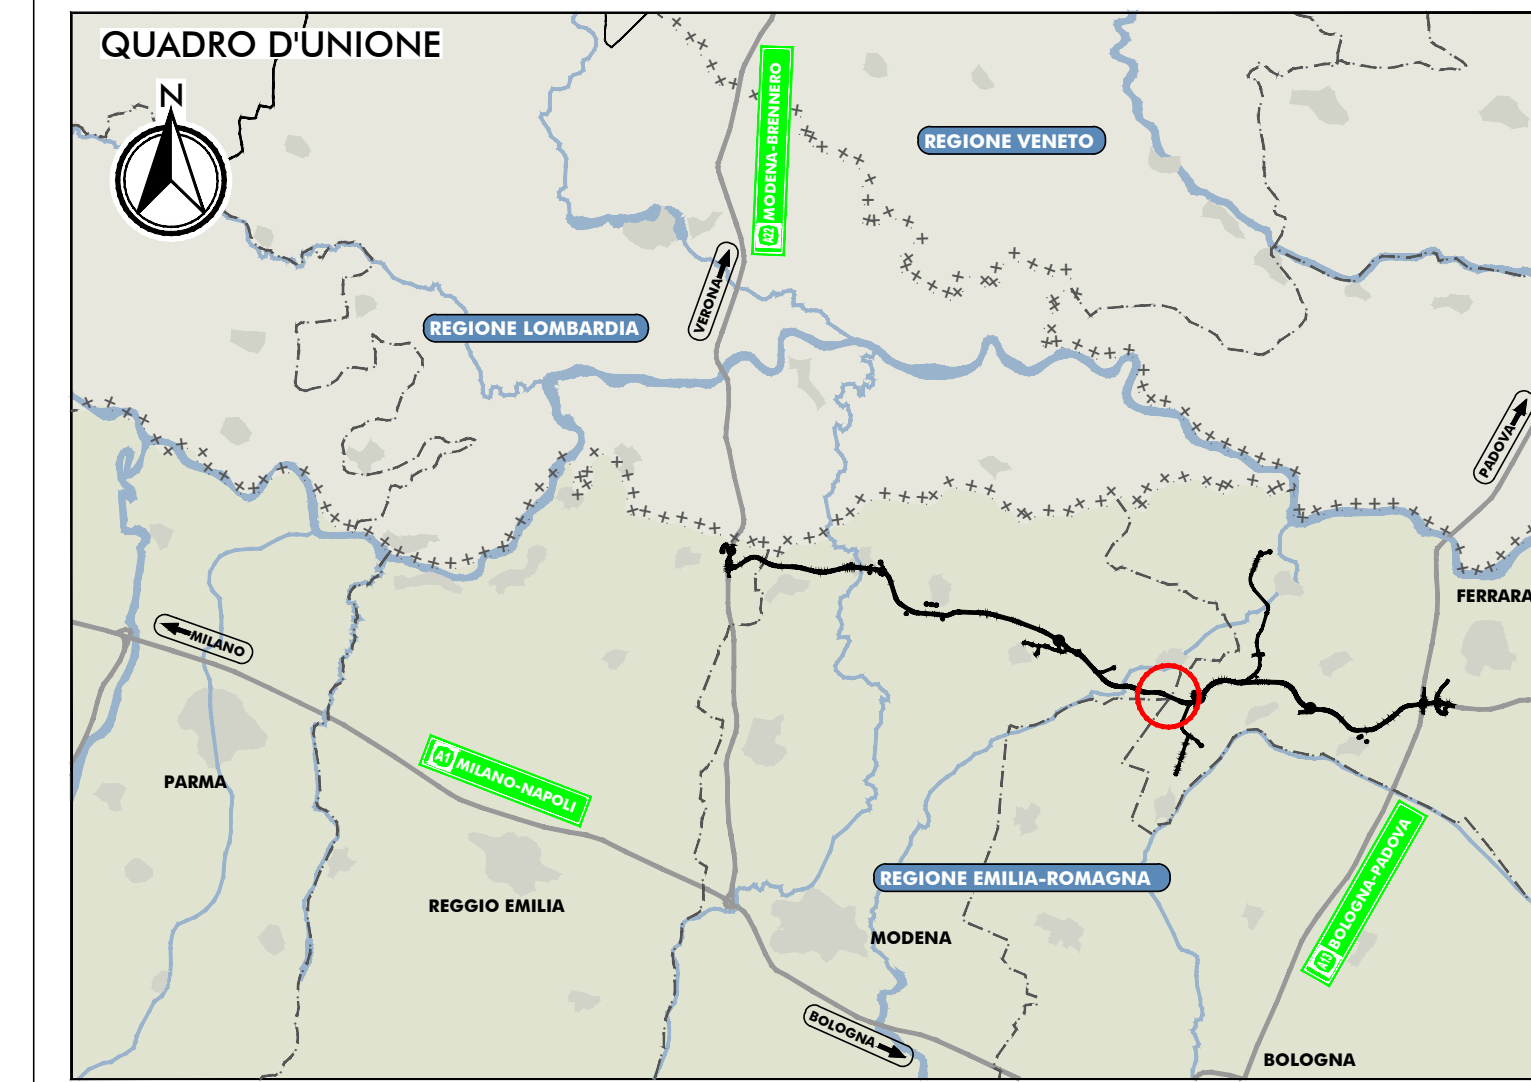 QUADRO D'UNIONE
N
A22 MODENA-BRENNERO
REGIONE VENETO
VERONA
REGIONE LOMBARDIA
PADOVA
FERRARA
MILANO
PARMA
A1 MILANO-NAPOLI
REGIONE EMILIA-ROMAGNA
A13 BOLOGNA-PADOVA
REGGIO EMILIA
MODENA
BOLOGNA
BOLOGNA